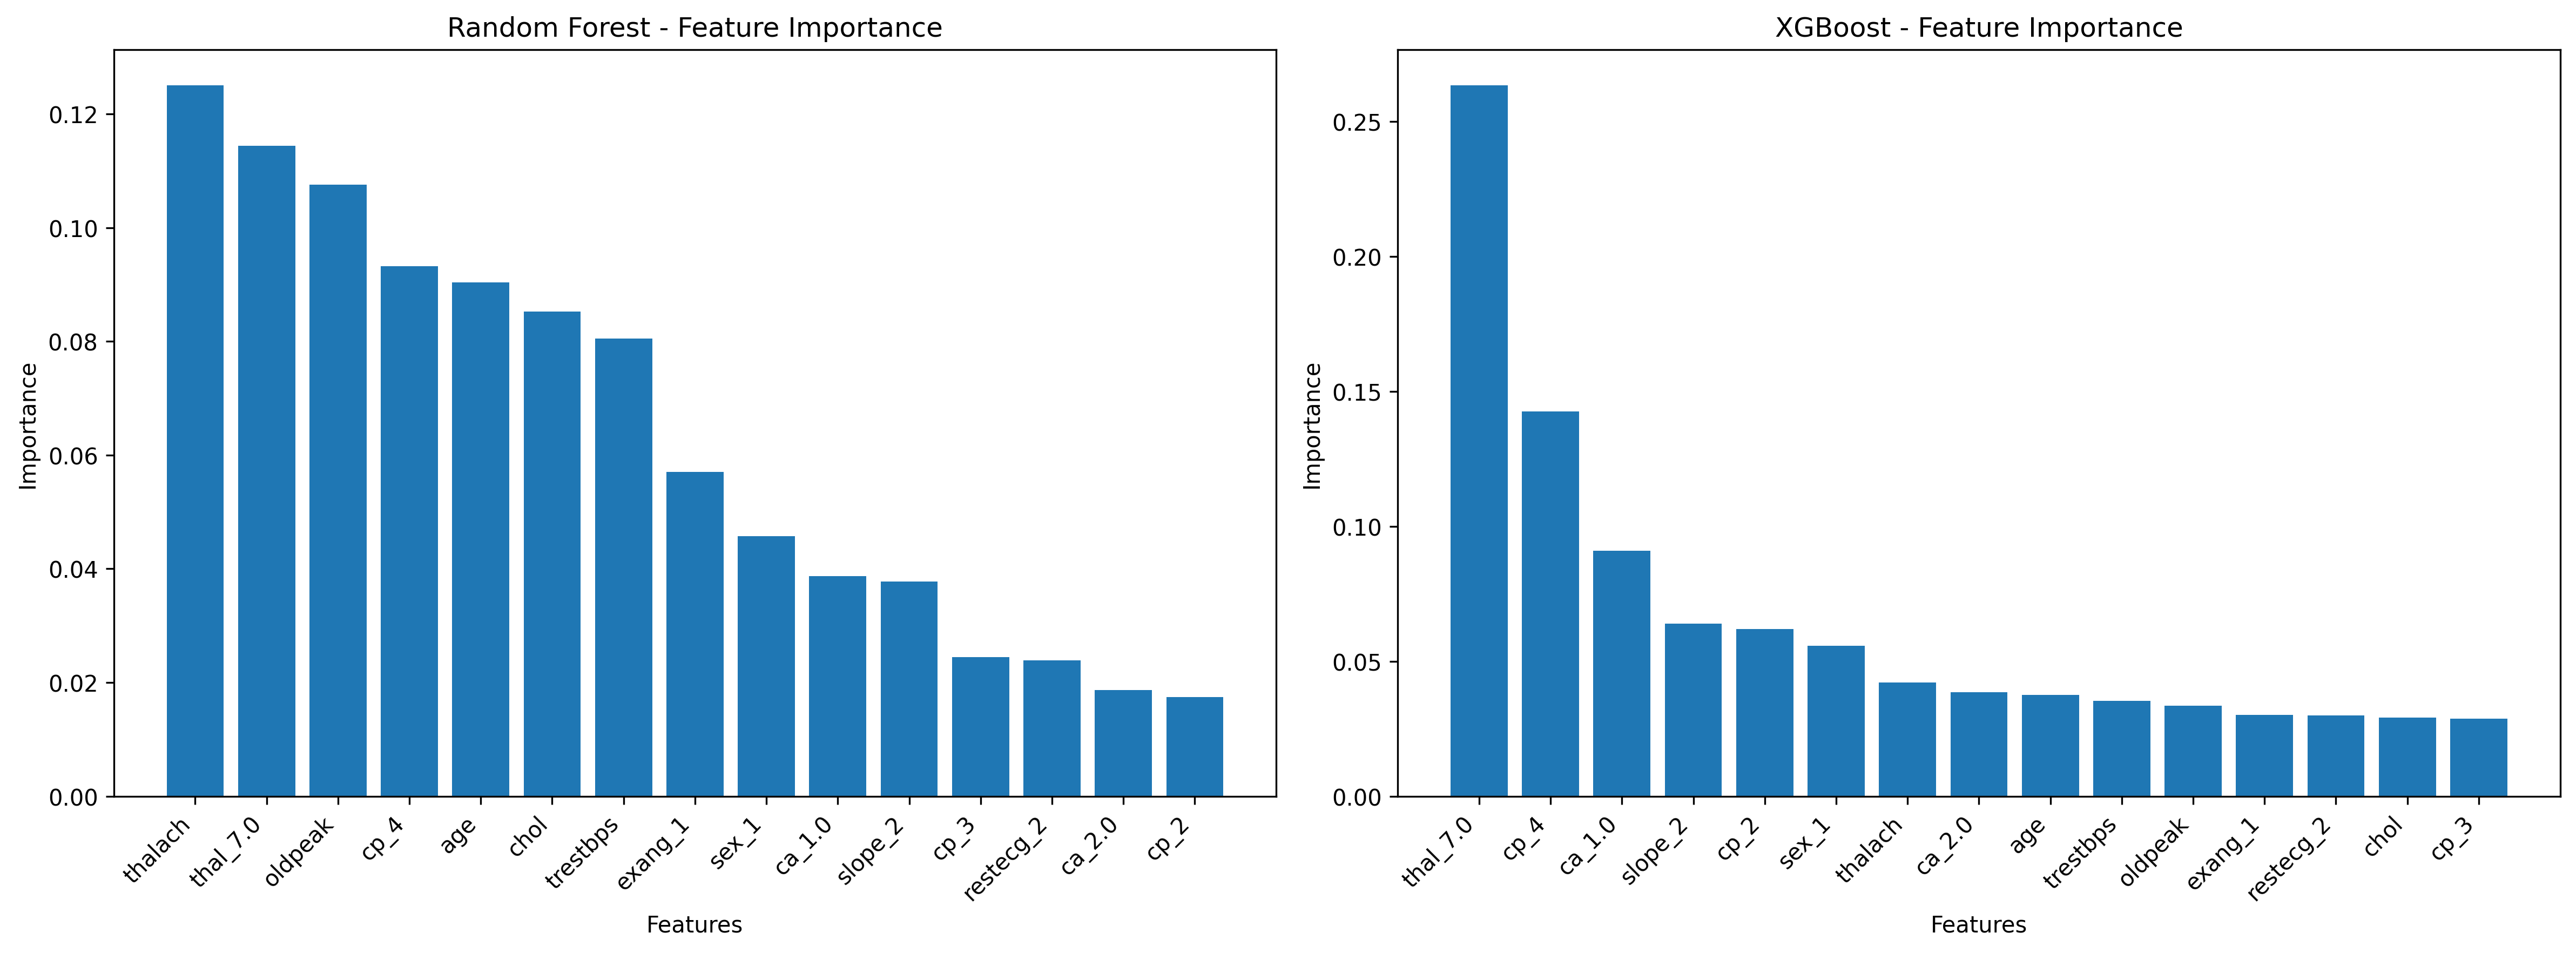 Random Forest - Feature Importance
Importance
0.12
0.10
0.08
0.06
0.04
0.02
0.00
thalach
thal_7.0
oldpeak
cp_4
age
chol
trestbps
exang_1
sex_1
ca_1.0
slope_2
cp_3
restecg_2
ca_2.0
cp_2
Features
XGBoost - Feature Importance
Importance
0.25
0.20
0.15
0.10
0.05
0.00
thal_7.0
cp_4
ca_1.0
slope_2
cp_2
sex_1
thalach
ca_2.0
age
trestbps
oldpeak
exang_1
restecg_2
chol
cp_3
Features